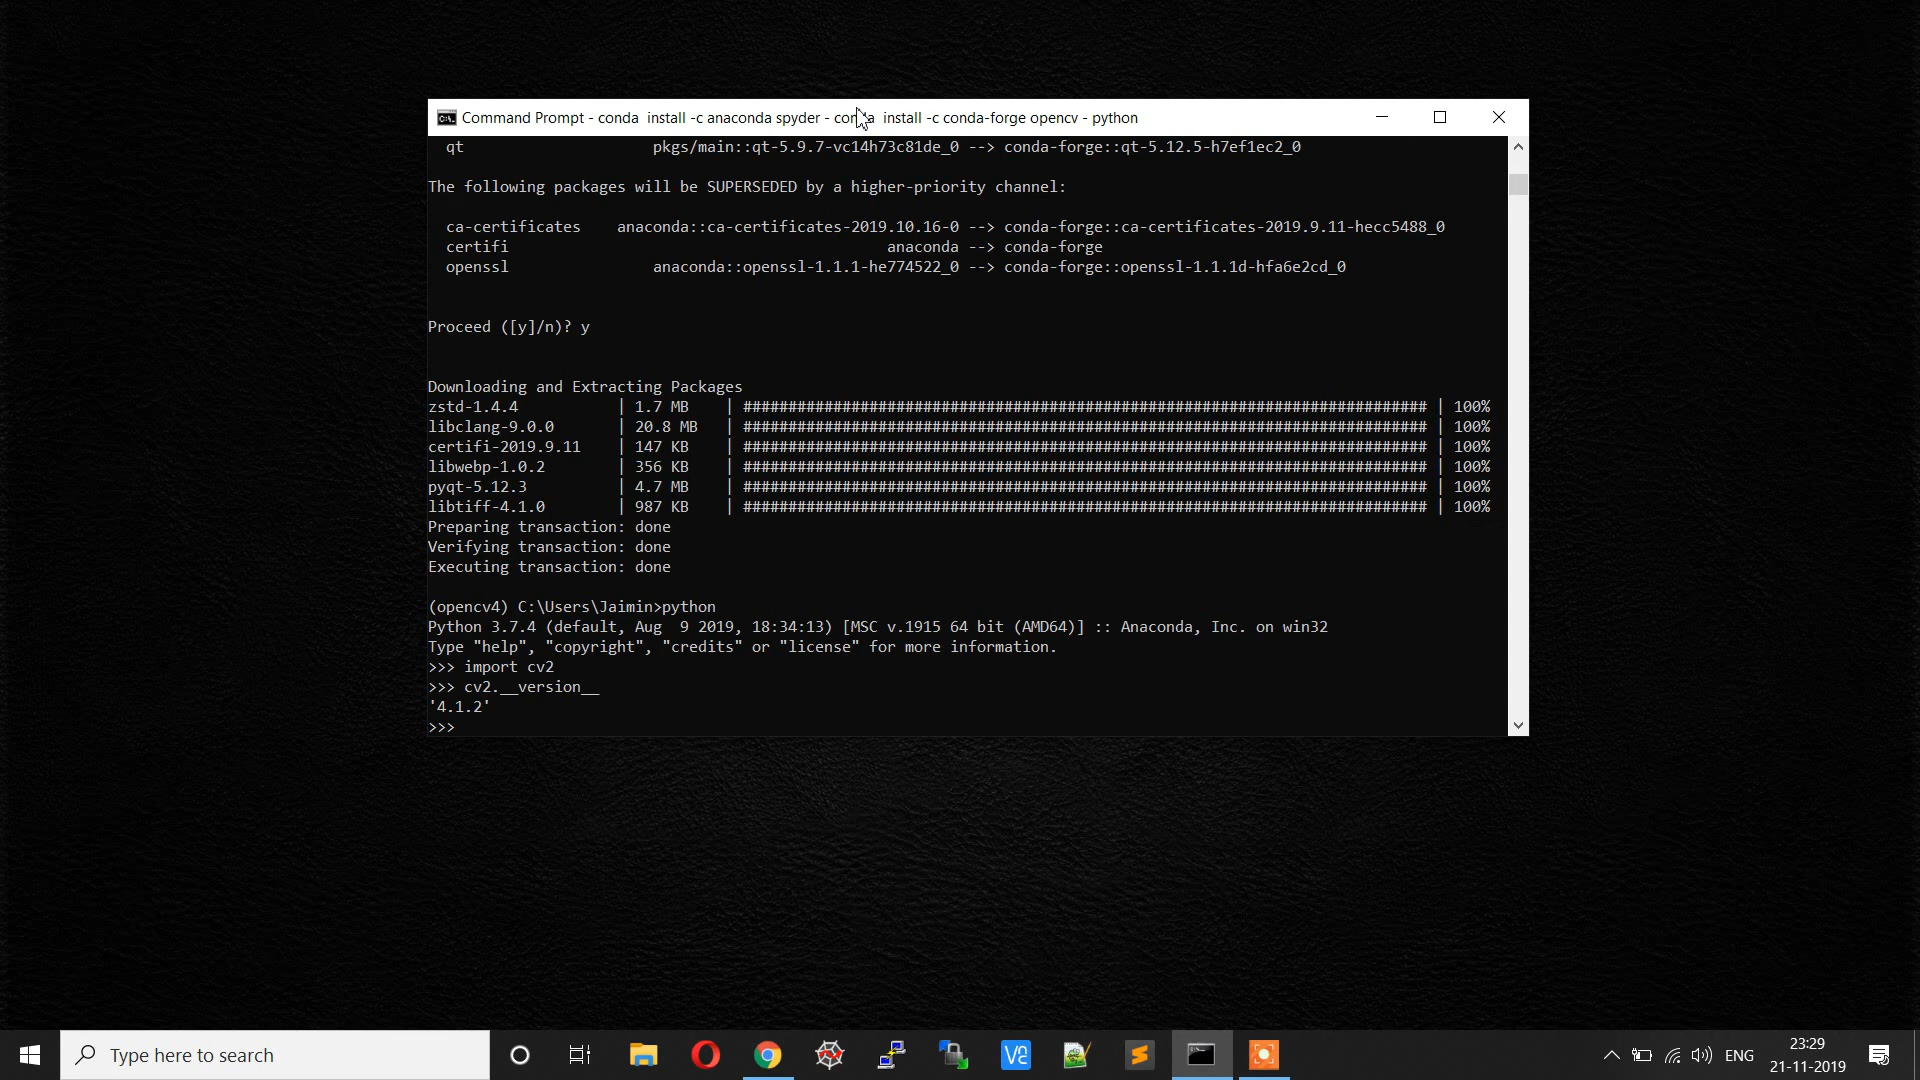 Command Prompt - conda  install -c anaconda spyder - conda  install -c conda-forge opencv - python
qt                     pkgs/main::qt-5.9.7-vc14h73c81de_0 --> conda-forge::qt-5.12.5-h7ef1ec2_0
The following packages will be SUPERSEDED by a higher-priority channel:
ca-certificates    anaconda::ca-certificates-2019.10.16-0 --> conda-forge::ca-certificates-2019.9.11-hecc5488_0
certifi                                          anaconda --> conda-forge
openssl                anaconda::openssl-1.1.1-he774522_0 --> conda-forge::openssl-1.1.1d-hfa6e2cd_0
Proceed ([y]/n)? y
Downloading and Extracting Packages
zstd-1.4.4           | 1.7 MB    | ############################################################################ | 100%
libclang-9.0.0       | 20.8 MB   | ############################################################################ | 100%
certifi-2019.9.11    | 147 KB    | ############################################################################ | 100%
libwebp-1.0.2        | 356 KB    | ############################################################################ | 100%
pyqt-5.12.3          | 4.7 MB    | ############################################################################ | 100%
libtiff-4.1.0        | 987 KB    | ############################################################################ | 100%
Preparing transaction: done
Verifying transaction: done
Executing transaction: done
(opencv4) C:\Users\Jaimin>python
Python 3.7.4 (default, Aug  9 2019, 18:34:13) [MSC v.1915 64 bit (AMD64)] :: Anaconda, Inc. on win32
Type "help", "copyright", "credits" or "license" for more information.
>>> import cv2
>>> cv2.__version__
'4.1.2'
>>>
Type here to search
ENG
23:29
21-11-2019